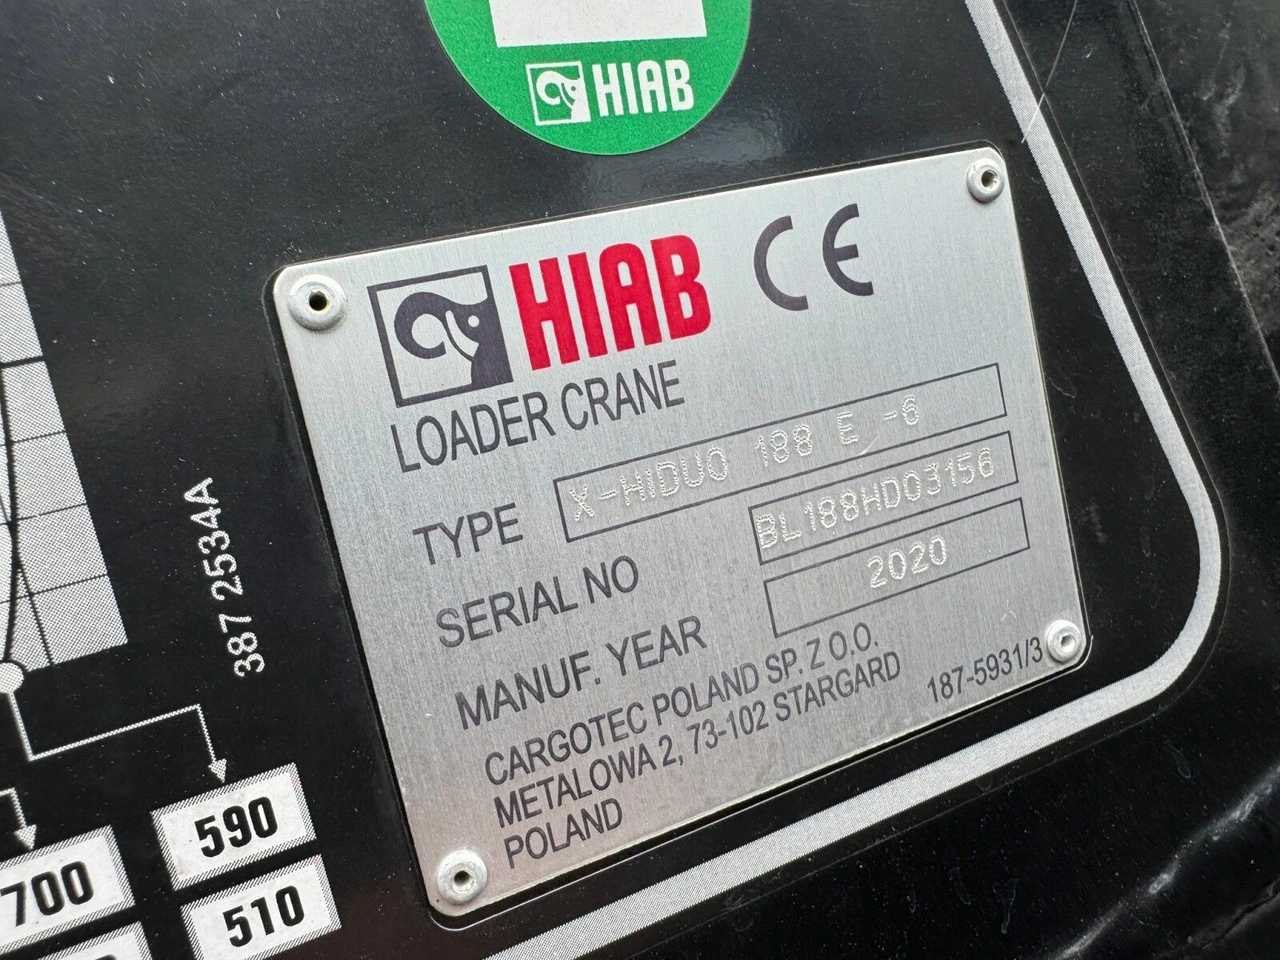 HIAB
HIAB CE
LOADER CRANE
TYPE X-HIDUO 188 E -6
SERIAL NO BL188HD03156
MANUF. YEAR 2020
CARGOTEC POLAND SP. Z O.O.
METALOWA 2, 73-102 STARGARD
POLAND
187-5931/3
387 2534A
590
700
510